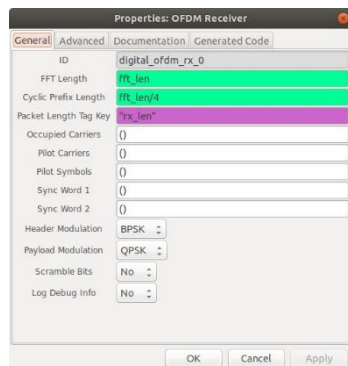 Properties: OFDM Receiver
General Advanced Documentation Generated Code
ID digital_ofdm_rx_0
FFT Length fft_len
Cyclic Prefix Length fft_len/4
Packet Length Tag Key "rx_len"
Occupied Carriers ()
Pilot Carriers ()
Pilot Symbols ()
Sync Word 1 ()
Sync Word 2 ()
Header Modulation BPSK
Payload Modulation QPSK
Scramble Bits No
Log Debug Info No
OK Cancel Apply